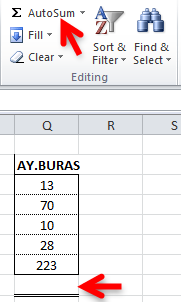 Σ AutoSum
Fill
Clear
Sort & Filter
Find & Select
Editing
Q R S
AY.BURAS
13
70
10
28
223